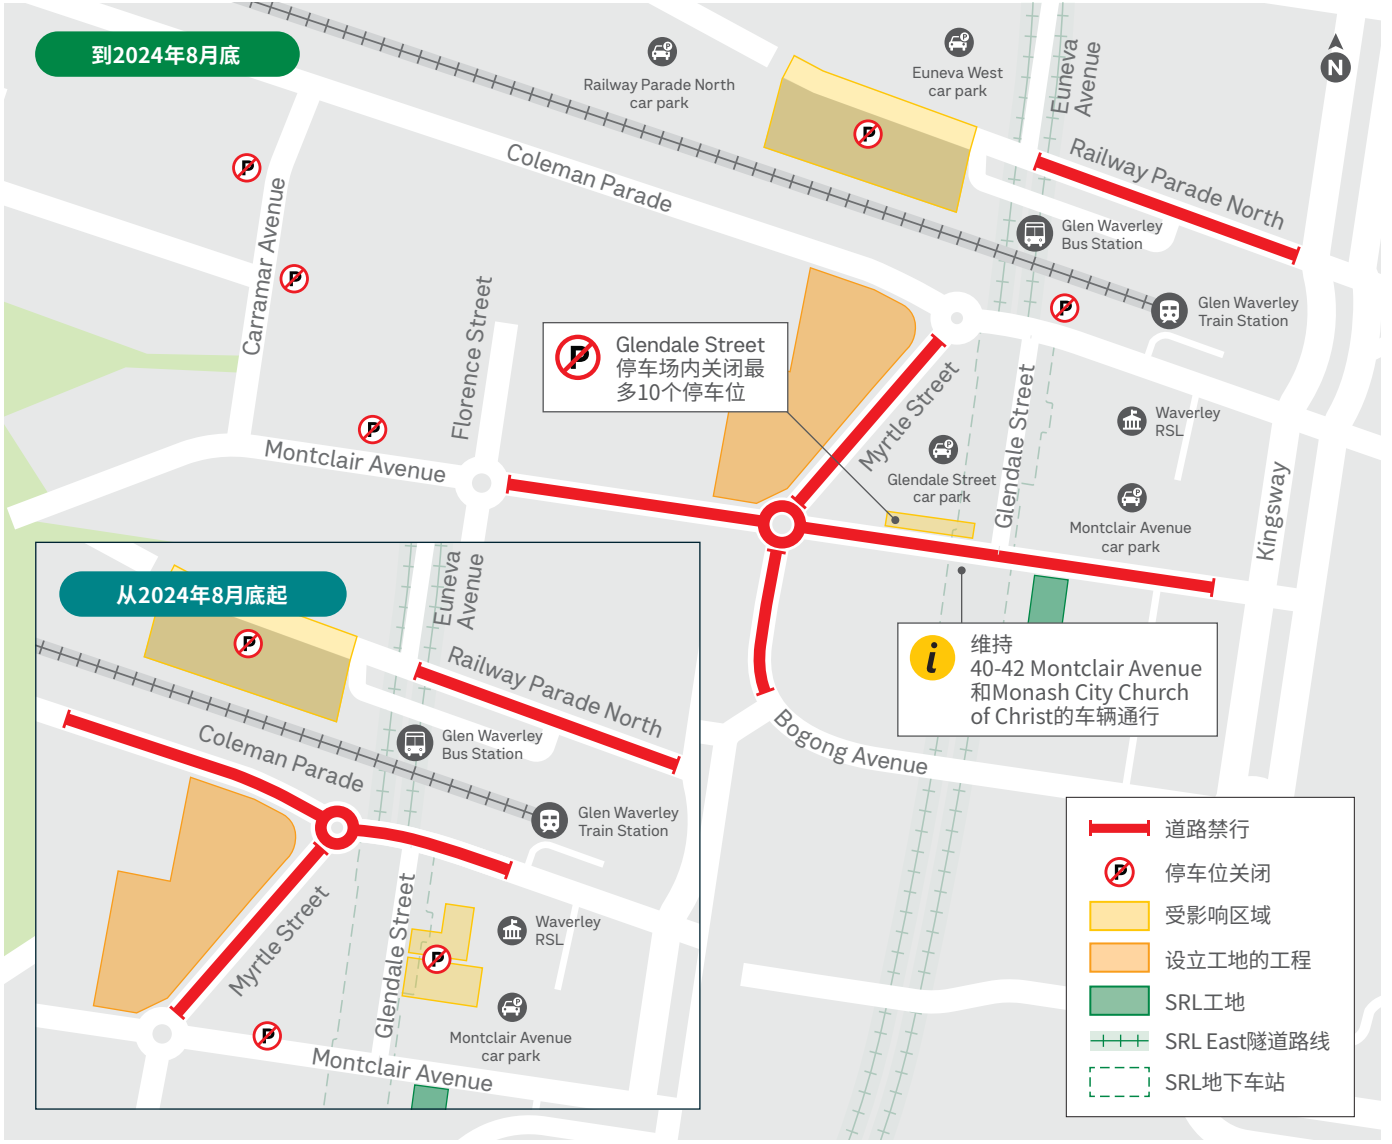 到2024年8月底
Railway Parade North
car park
Euneva West
car park
Euneva
Avenue
N
Railway Parade North
Coleman Parade
Carramar Avenue
Glen Waverley
Bus Station
Glen Waverley
Train Station
Florence Street
Glendale Street
停车场内关闭最
多10个停车位
Myrtle Street
Glendale Street
Waverley
RSL
Glendale Street
car park
Montclair Avenue
Montclair Avenue
car park
Kingsway
维持
40-42 Montclair Avenue
和Monash City Church
of Christ的车辆通行
Bogong Avenue
从2024年8月底起
Euneva
Avenue
Railway Parade North
Coleman Parade
Glen Waverley
Bus Station
Glen Waverley
Train Station
Myrtle Street
Glendale Street
Waverley
RSL
Montclair Avenue
car park
Montclair Avenue
道路禁行
停车位关闭
受影响区域
设立工地的工程
SRL工地
SRL East隧道路线
SRL地下车站